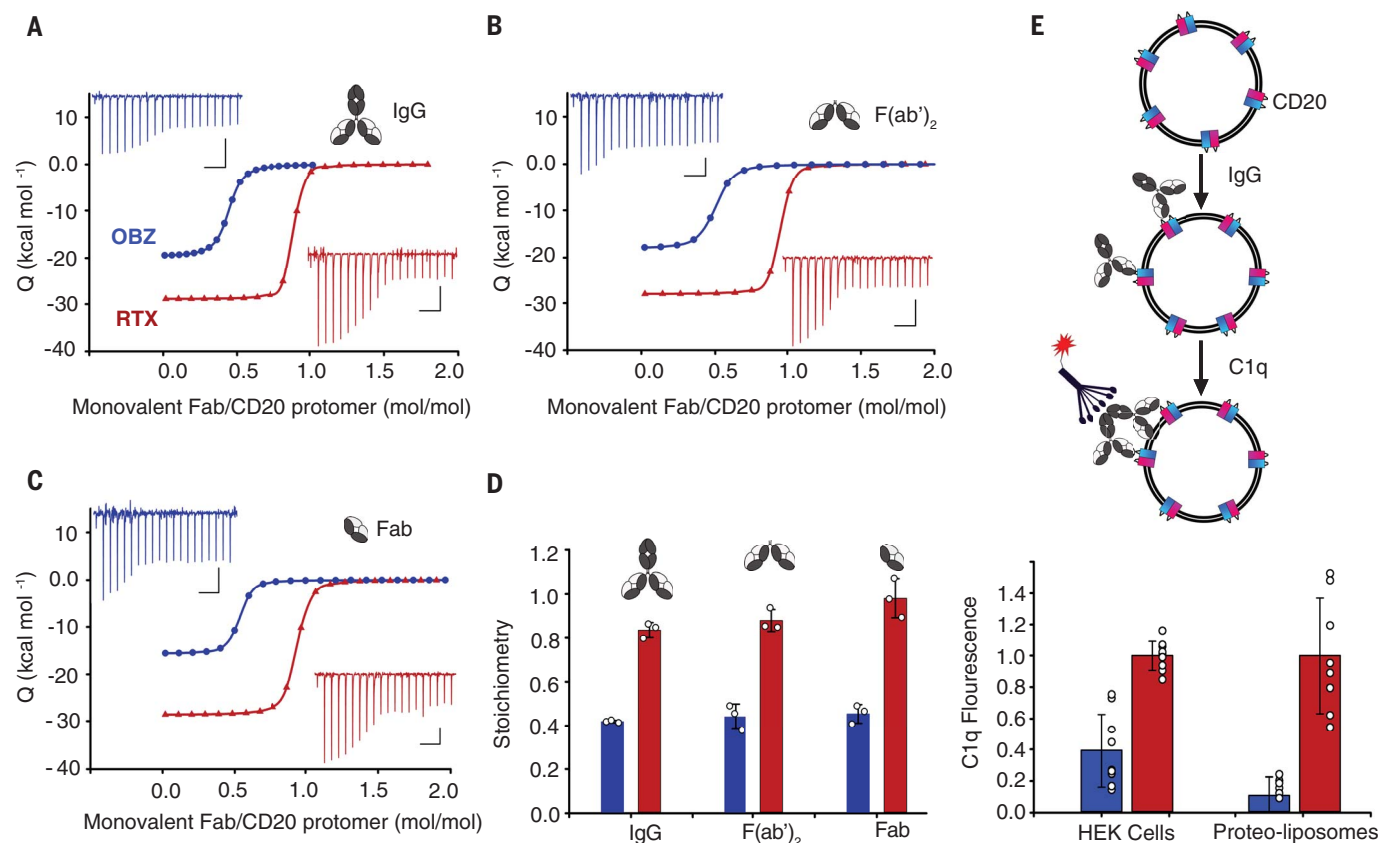 A
IgG
10
0.0
-10
-20
-30
-40
Q (kcal mol -1)
OBZ
RTX
0.0 0.5 1.0 1.5 2.0
Monovalent Fab/CD20 protomer (mol/mol)
B
F(ab')2
10
0.0
-10
-20
-30
-40
Q (kcal mol -1)
0.0 0.5 1.0 1.5 2.0
Monovalent Fab/CD20 protomer (mol/mol)
C
Fab
10
0.0
-10
-20
-30
-40
Q (kcal mol -1)
0.0 0.5 1.0 1.5 2.0
Monovalent Fab/CD20 protomer (mol/mol)
D
1.2
1.0
0.8
0.6
0.4
0.2
0.0
Stoichiometry
IgG F(ab')2 Fab
E
CD20
IgG
C1q
1.4
1.2
1.0
0.8
0.6
0.4
0.2
0.0
C1q Flourescence
HEK Cells Proteo-liposomes